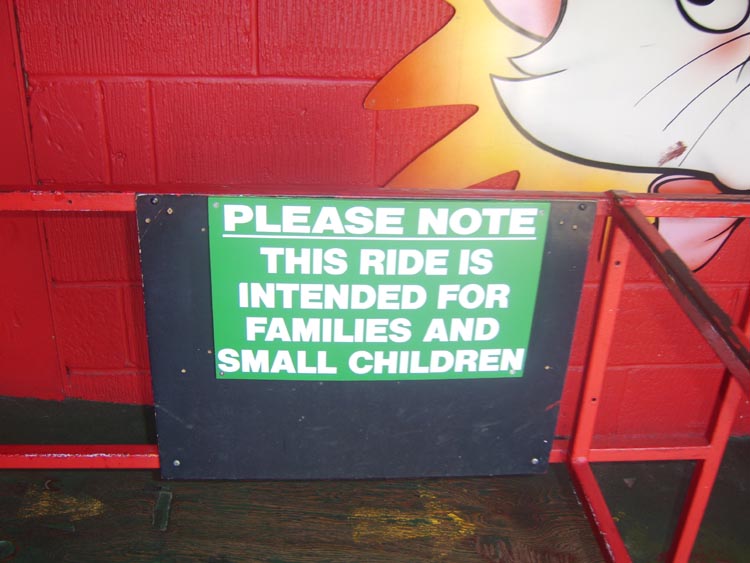 PLEASE NOTE
THIS RIDE IS
INTENDED FOR
FAMILIES AND
SMALL CHILDREN